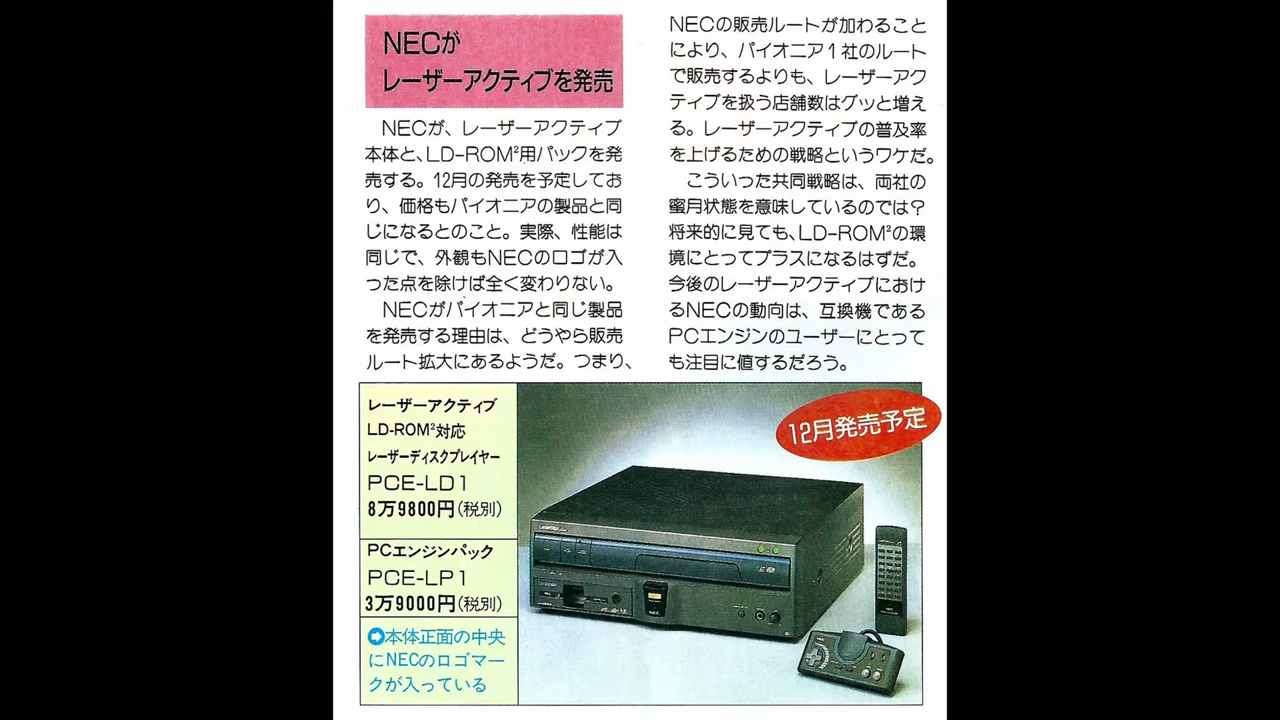 NECが
レーザーアクティブを発売
NECが、レーザーアクティブ
本体と、LD-ROM²用パックを発
売する。12月の発売を予定してお
り、価格もパイオニアの製品と同
じになるとのこと。実際、性能は
同じで、外観もNECのロゴが入
った点を除けば全く変わりない。
NECがパイオニアと同じ製品
を発売する理由は、どうやら販売
ルート拡大にあるようだ。つまり、
NECの販売ルートが加わること
により、パイオニア1社のルート
で販売するよりも、レーザーアク
ティブを扱う店舗数はグッと増え
る。レーザーアクティブの普及率
を上げるための戦略というワケだ。
こういった共同戦略は、両社の
蜜月状態を意味しているのでは？
将来的に見ても、LD-ROM²の環
境にとってプラスになるはずだ。
今後のレーザーアクティブにおけ
るNECの動向は、互換機である
PCエンジンのユーザーにとって
も注目に値するだろう。
レーザーアクティブ
LD-ROM²対応
レーザーディスクプレイヤー
PCE-LD1
8万9800円(税別)
PCエンジンパック
PCE-LP1
3万9000円(税別)
➡本体正面の中央
にNECのロゴマー
クが入っている
12月発売予定
NEC